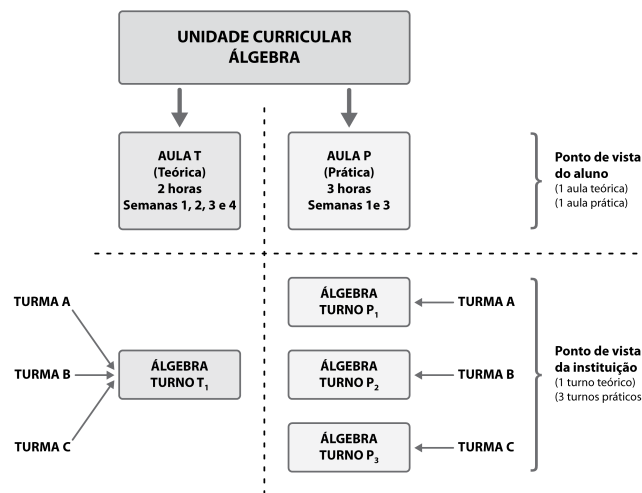 UNIDADE CURRICULAR
ÁLGEBRA
AULA T
(Teórica)
2 horas
Semanas 1, 2, 3 e 4
AULA P
(Prática)
3 horas
Semanas 1e 3
Ponto de vista
do aluno
(1 aula teórica)
(1 aula prática)
TURMA A
TURMA B
TURMA C
ÁLGEBRA
TURNO T1
ÁLGEBRA
TURNO P1
TURMA A
ÁLGEBRA
TURNO P2
TURMA B
ÁLGEBRA
TURNO P3
TURMA C
Ponto de vista
da instituição
(1 turno teórico)
(3 turnos práticos